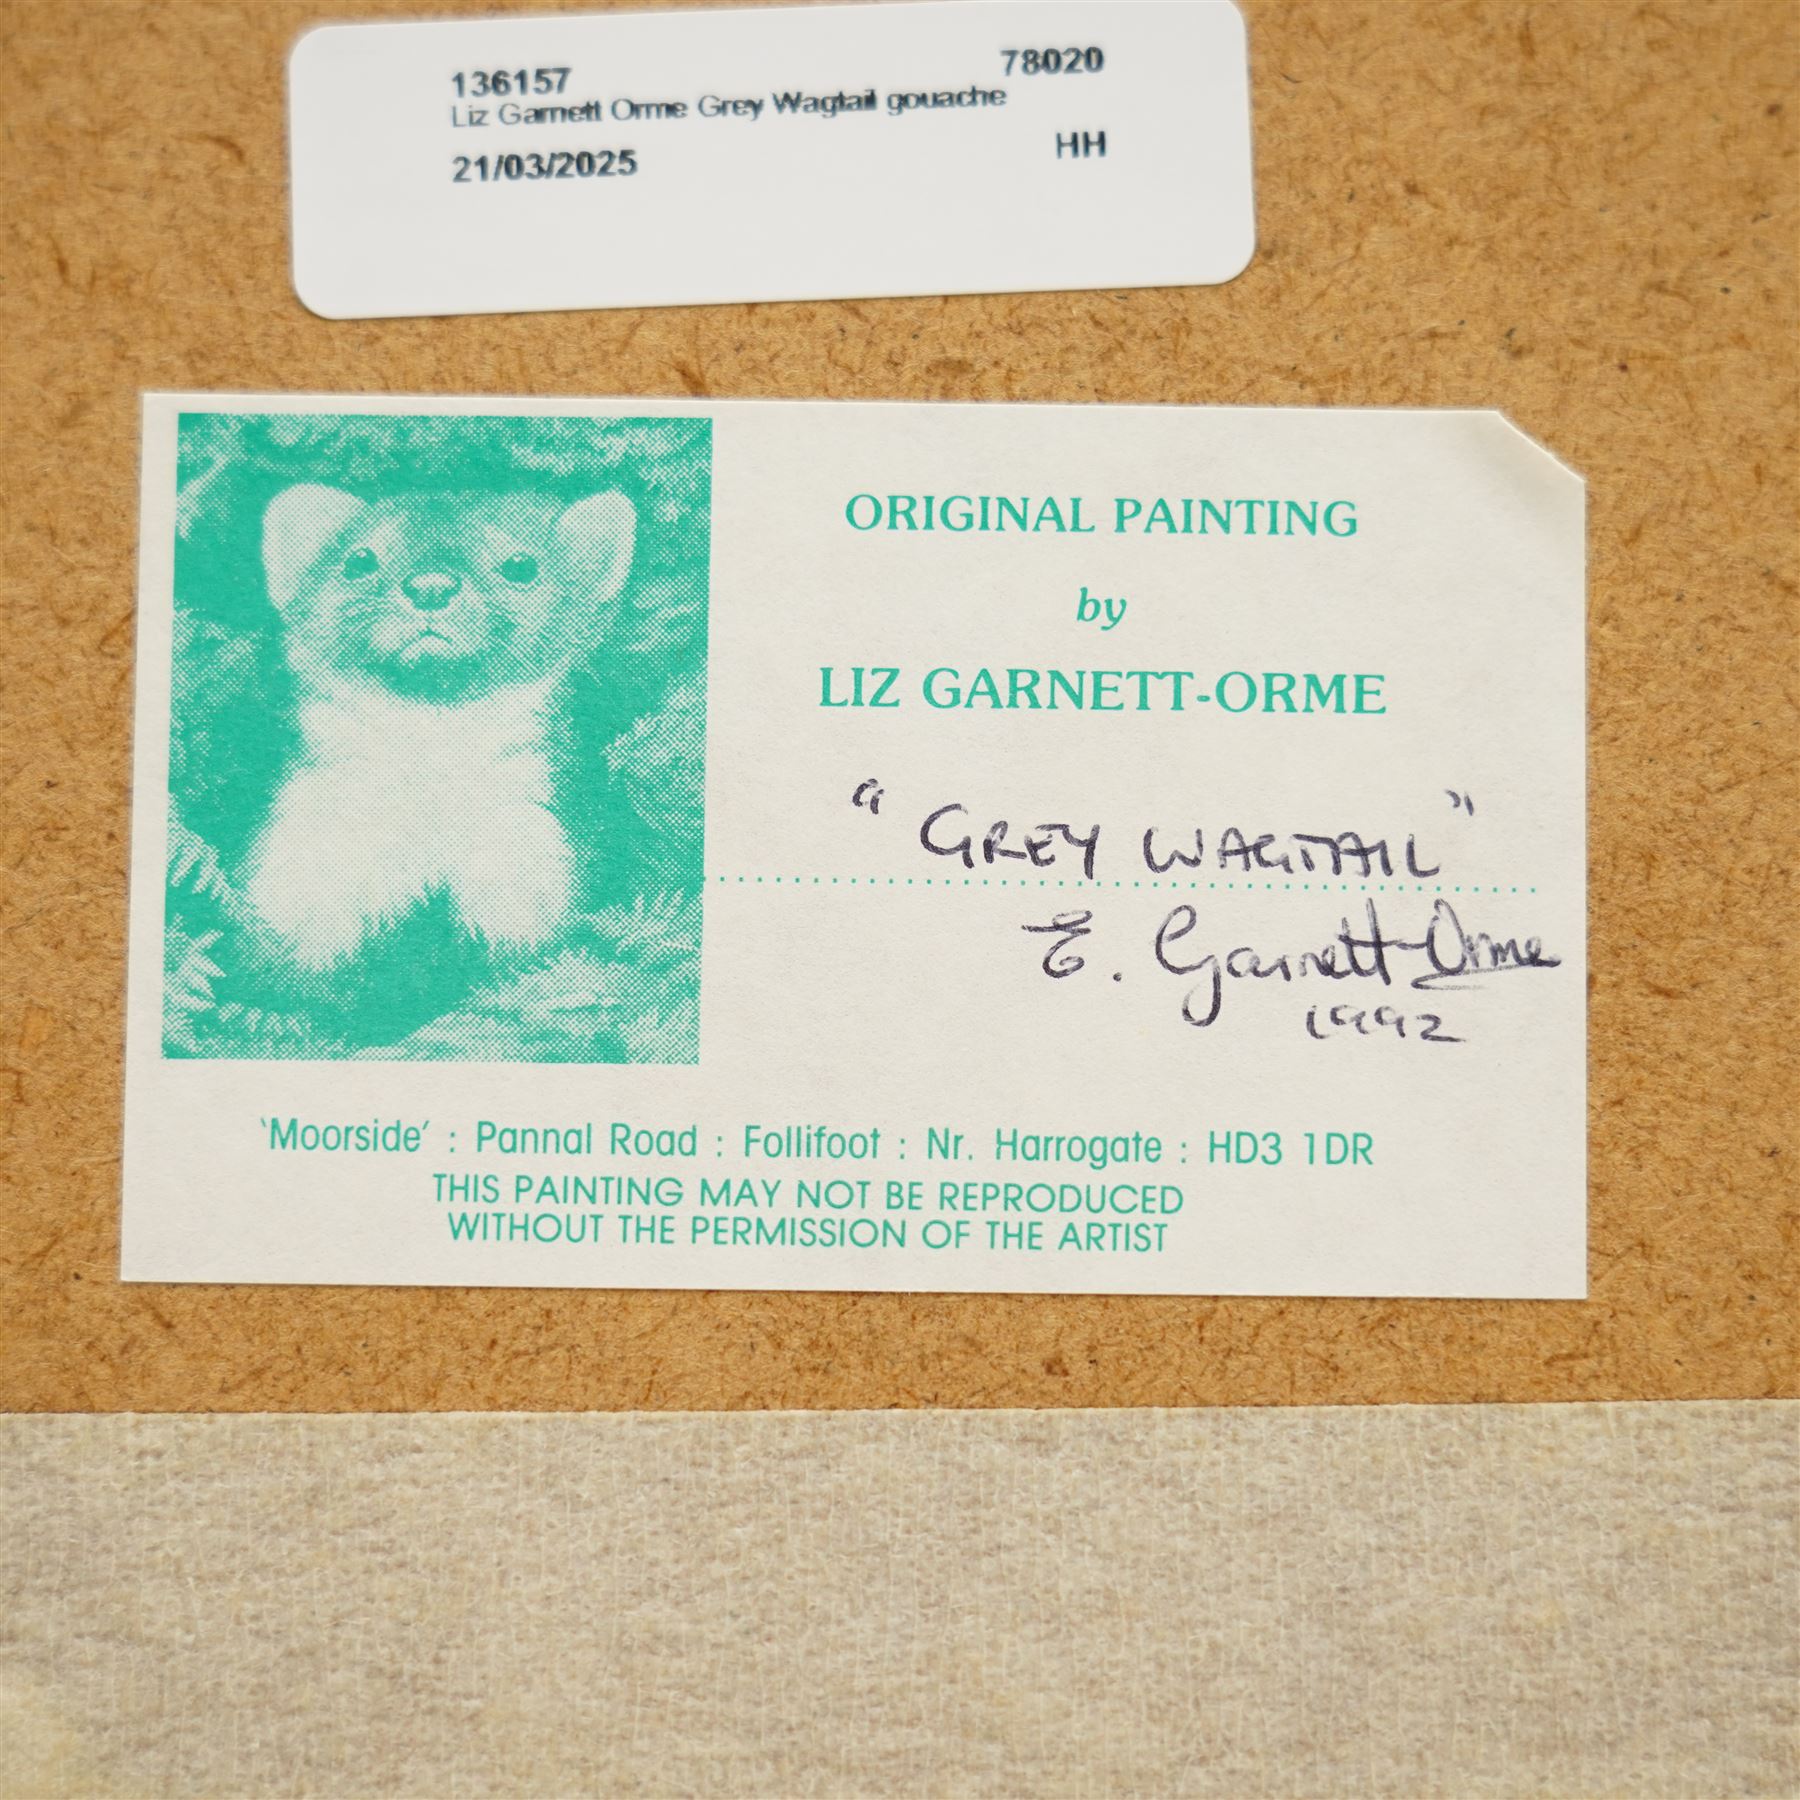 136157 78020
Liz Garnett Orme Grey Wagtail gouache
21/03/2025 HH
ORIGINAL PAINTING
by
LIZ GARNETT-ORME
"GREY WAGTAIL"
E. Garnett-Orme
1992
'Moorside' : Pannal Road : Follifoot : Nr. Harrogate : HD3 1DR
THIS PAINTING MAY NOT BE REPRODUCED
WITHOUT THE PERMISSION OF THE ARTIST